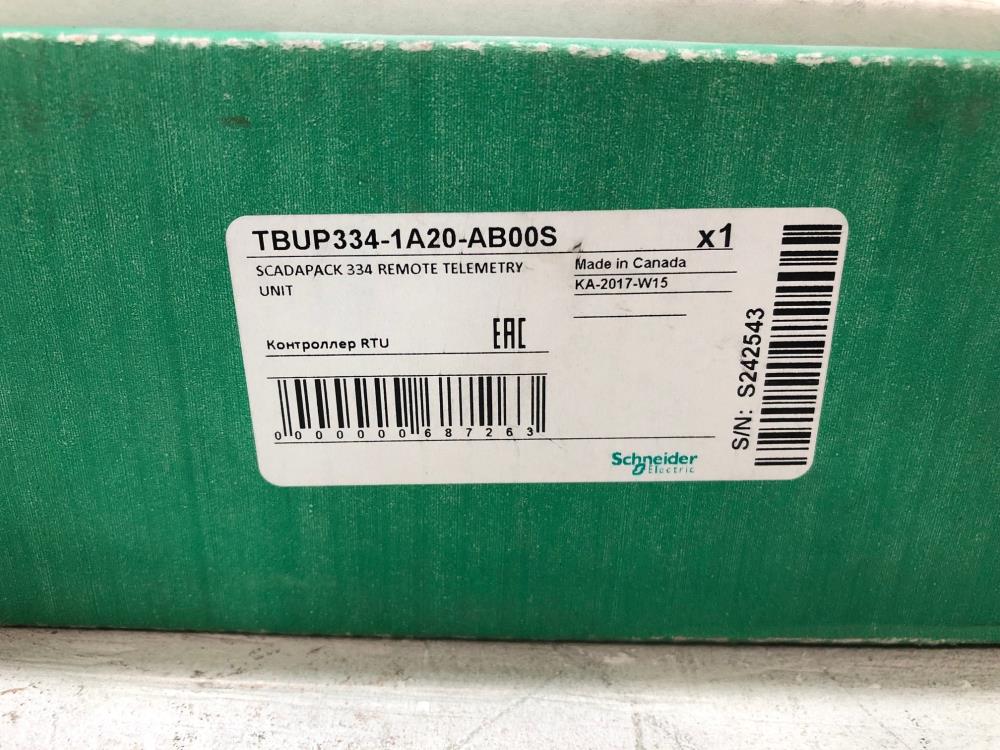 TBUP334-1A20-AB00S x1
SCADAPACK 334 REMOTE TELEMETRY
UNIT
Made in Canada
KA-2017-W15
Контроллер RTU
EAC
0000000687263
Schneider
Electric
S/N: S242543